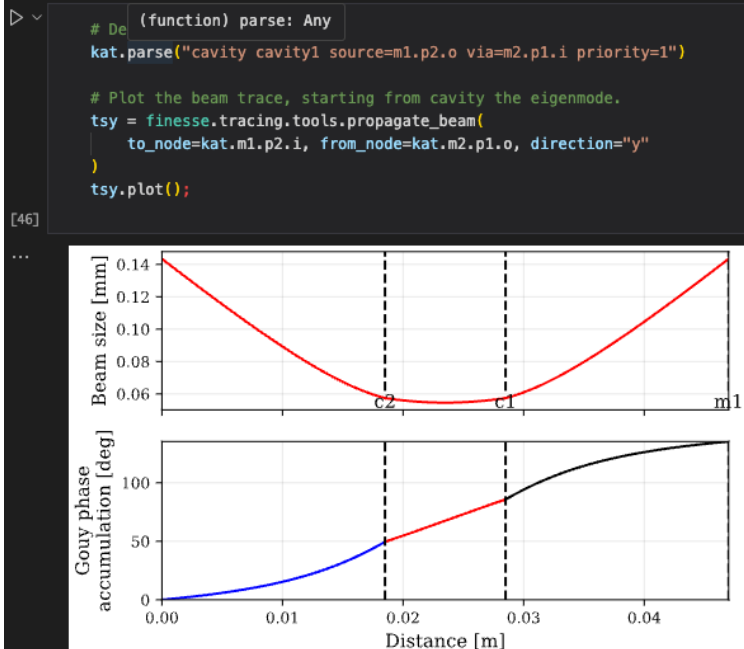 (function) parse: Any
# De
kat.parse("cavity cavity1 source=m1.p2.o via=m2.p1.i priority=1")
# Plot the beam trace, starting from cavity the eigenmode.
tsy = finesse.tracing.tools.propagate_beam(
to_node=kat.m1.p2.i, from_node=kat.m2.p1.o, direction="y"
)
tsy.plot();
[46]
...
Beam size [mm]
0.14
0.12
0.10
0.08
0.06
c2
c1
m1
Gouy phase
accumulation [deg]
100
50
0
0.00 0.01 0.02 0.03 0.04
Distance [m]